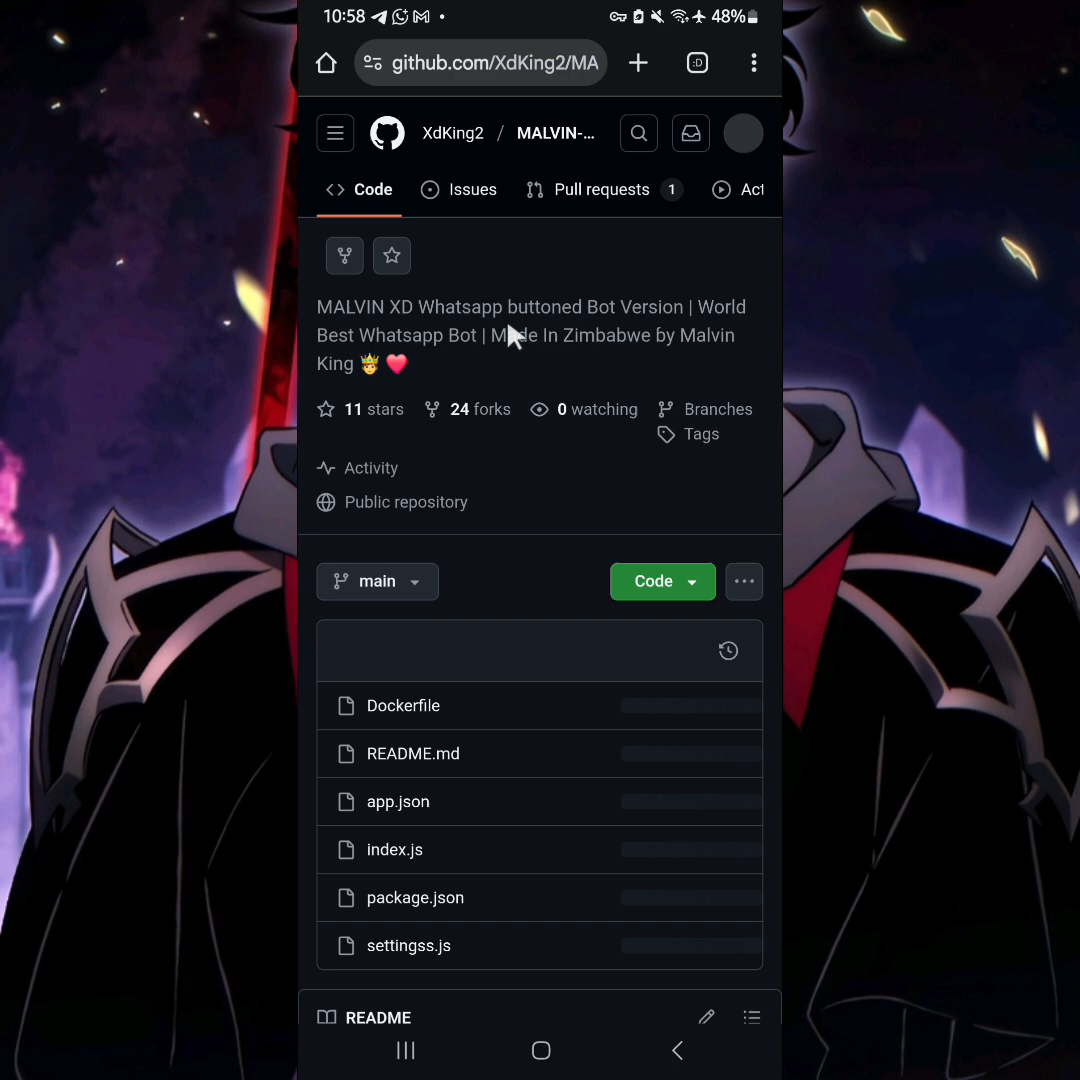 10:58
48%
github.com/XdKing2/MA
:D
XdKing2 / MALVIN-...
Code
Issues
Pull requests 1
Act
MALVIN XD Whatsapp buttoned Bot Version | World
Best Whatsapp Bot | Made In Zimbabwe by Malvin
King 🤴 ❤️
11 stars
24 forks
0 watching
Branches
Tags
Activity
Public repository
main
Code
Dockerfile
README.md
app.json
index.js
package.json
settingss.js
README